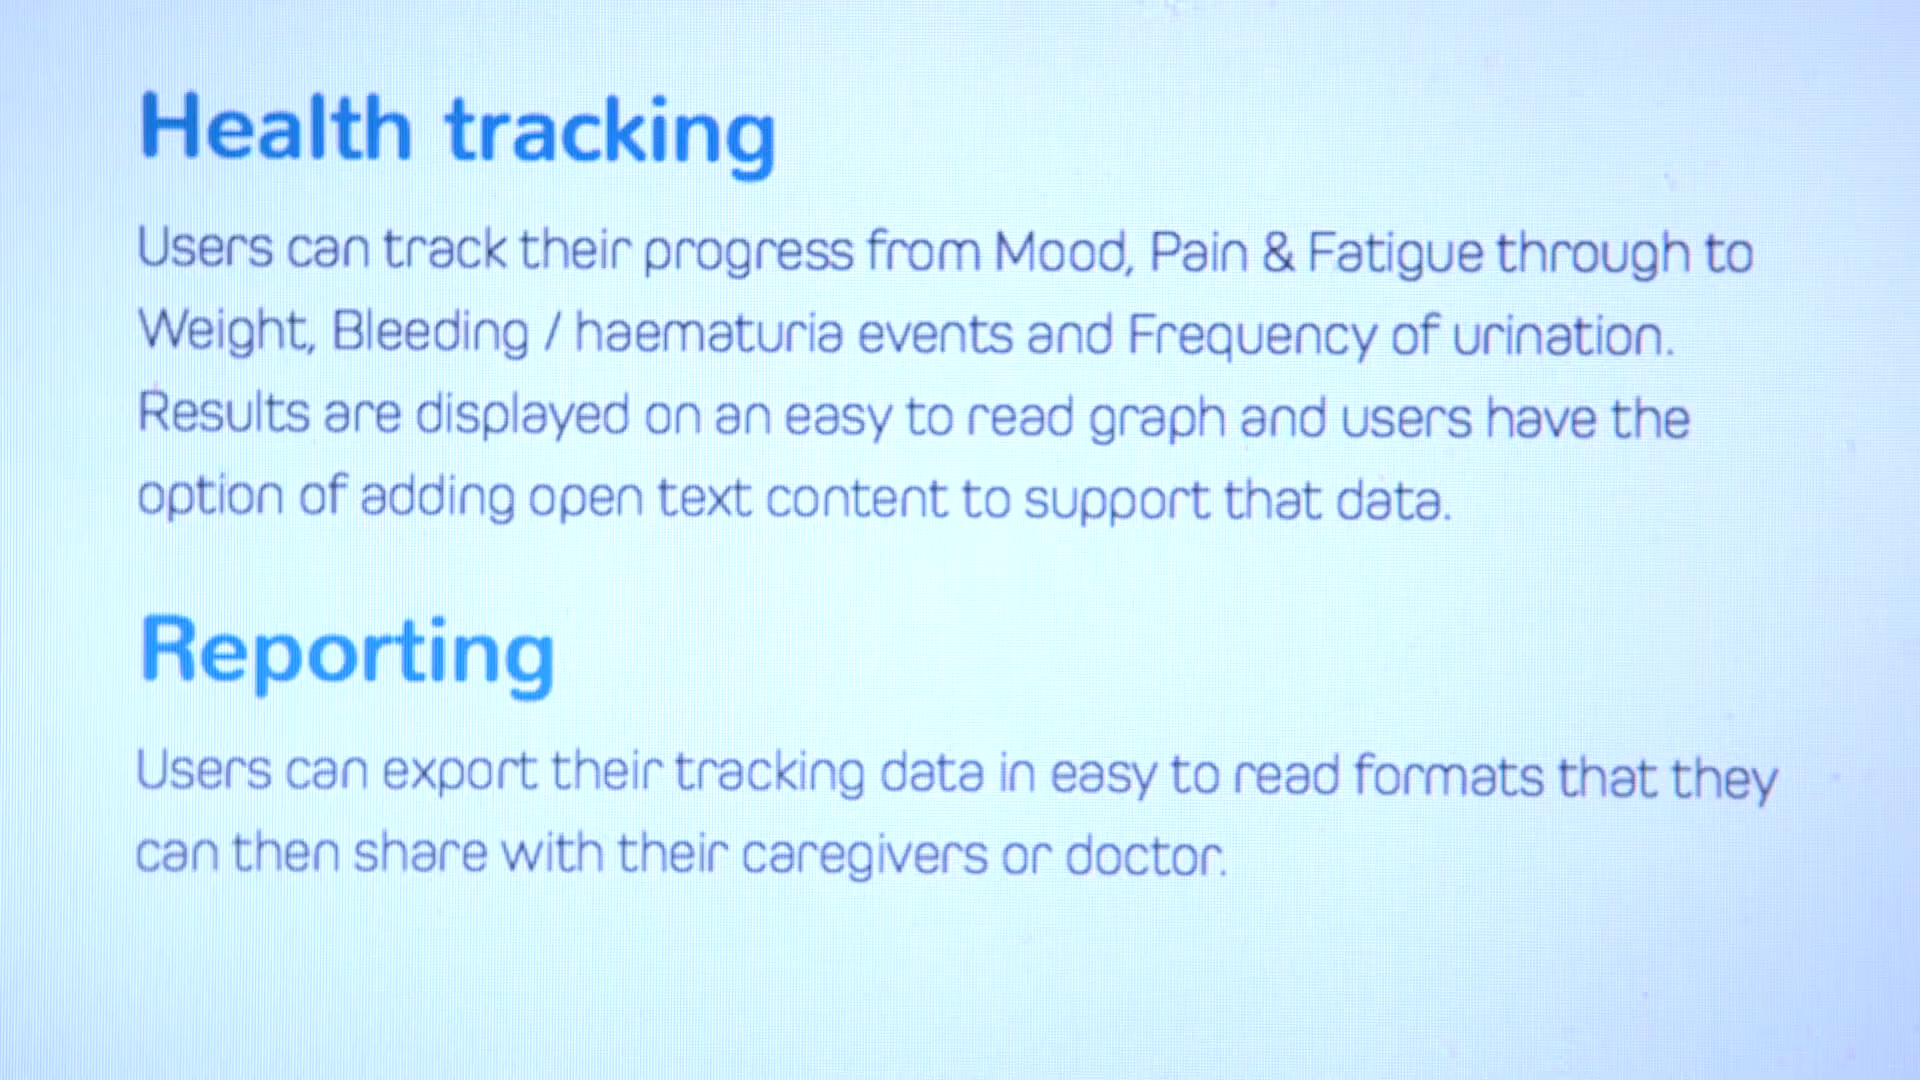 Health tracking
Users can track their progress from Mood, Pain & Fatigue through to
Weight, Bleeding / haematuria events and Frequency of urination.
Results are displayed on an easy to read graph and users have the
option of adding open text content to support that data.
Reporting
Users can export their tracking data in easy to read formats that they
can then share with their caregivers or doctor.